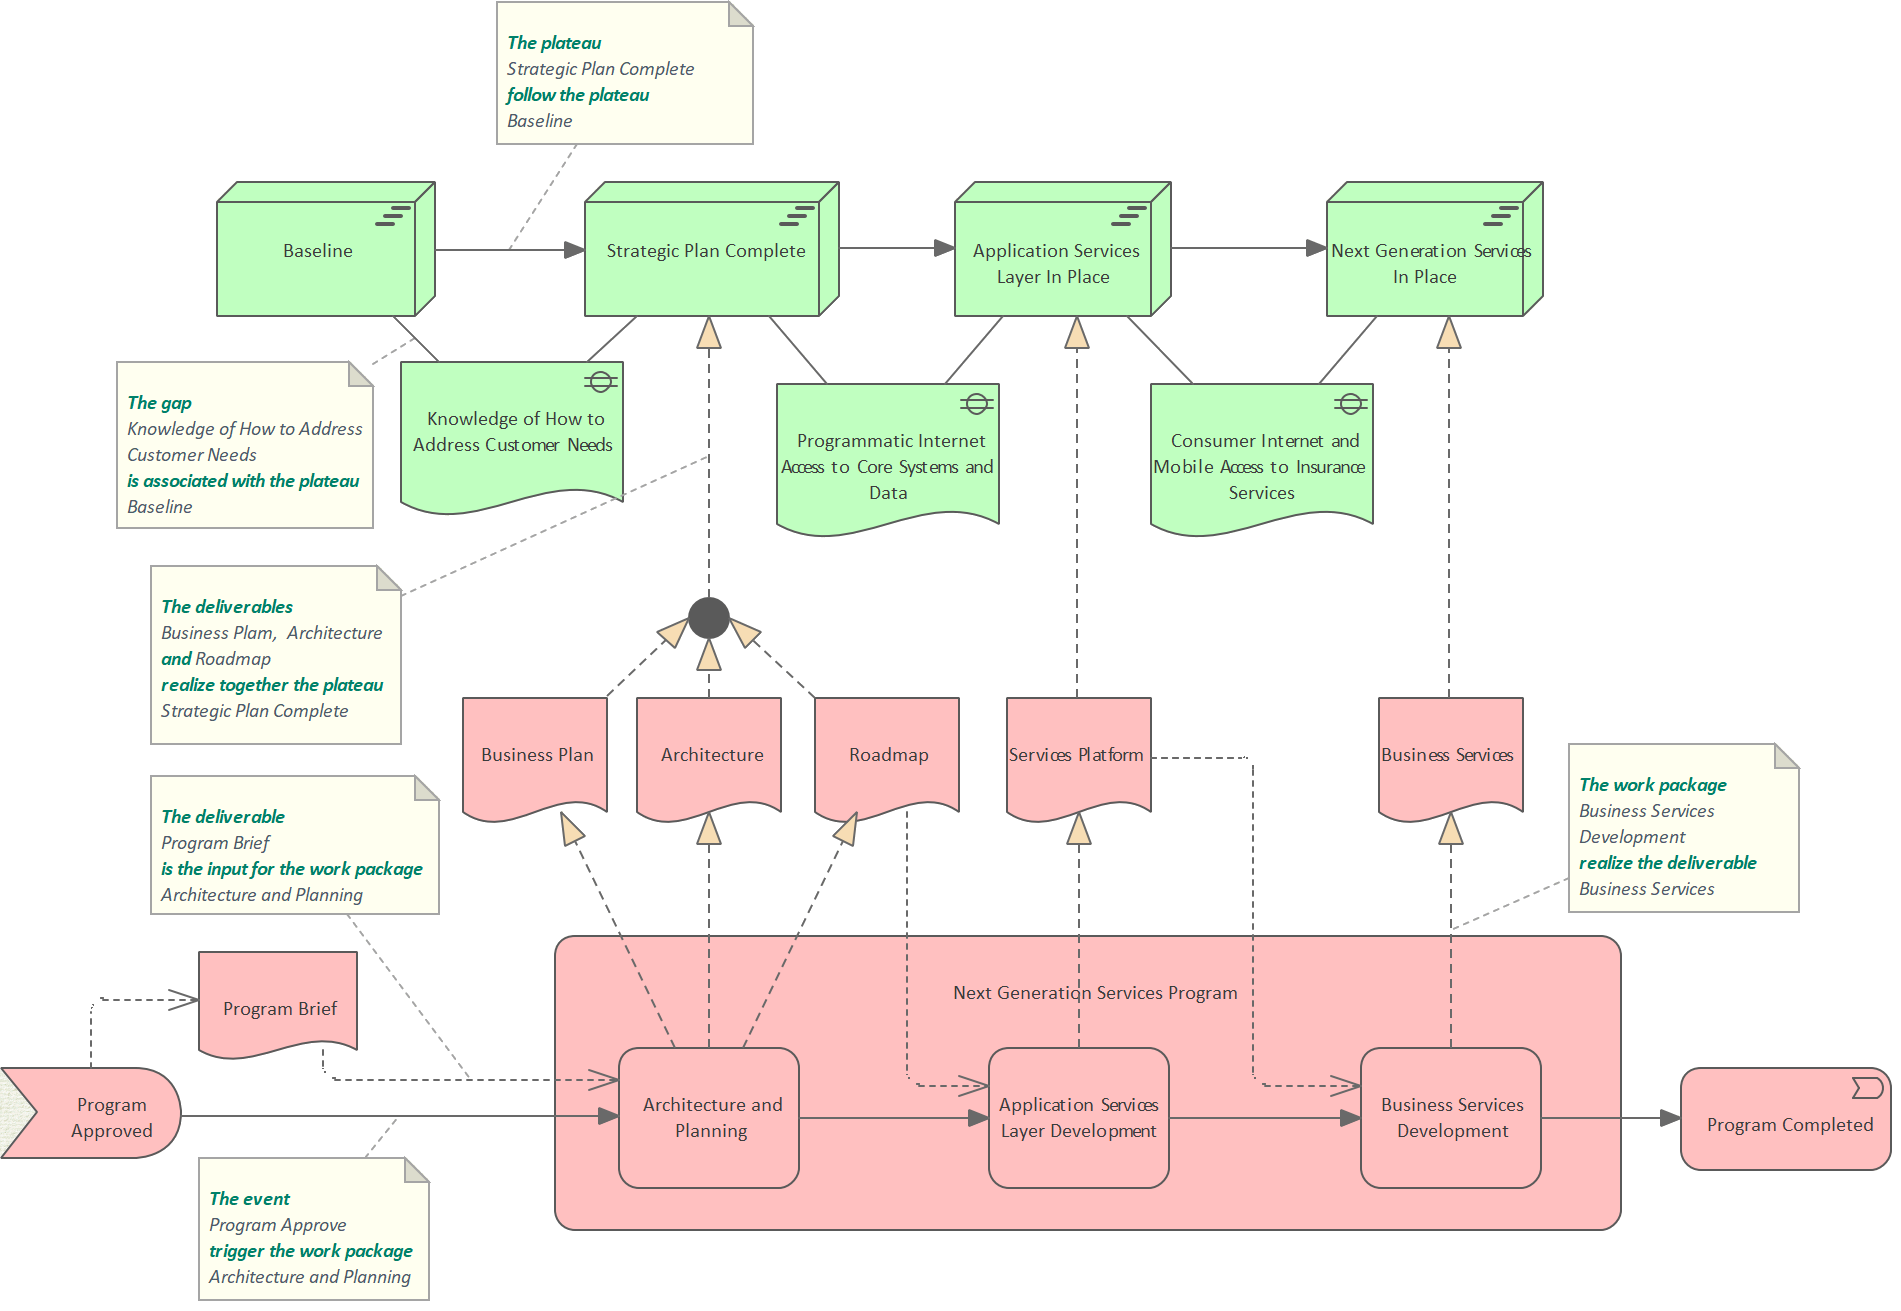 The plateau
Strategic Plan Complete
follow the plateau
Baseline
Baseline
Strategic Plan Complete
Application Services
Layer In Place
Next Generation Services
In Place
The gap
Knowledge of How to Address
Customer Needs
is associated with the plateau
Baseline
Knowledge of How to
Address Customer Needs
Programmatic Internet
Access to Core Systems and
Data
Consumer Internet and
Mobile Access to Insurance
Services
The deliverables
Business Plam, Architecture
and Roadmap
realize together the plateau
Strategic Plan Complete
Business Plan
Architecture
Roadmap
Services Platform
Business Services
The work package
Business Services
Development
realize the deliverable
Business Services
The deliverable
Program Brief
is the input for the work package
Architecture and Planning
Program Brief
Next Generation Services Program
Program
Approved
Architecture and
Planning
Application Services
Layer Development
Business Services
Development
Program Completed
The event
Program Approve
trigger the work package
Architecture and Planning